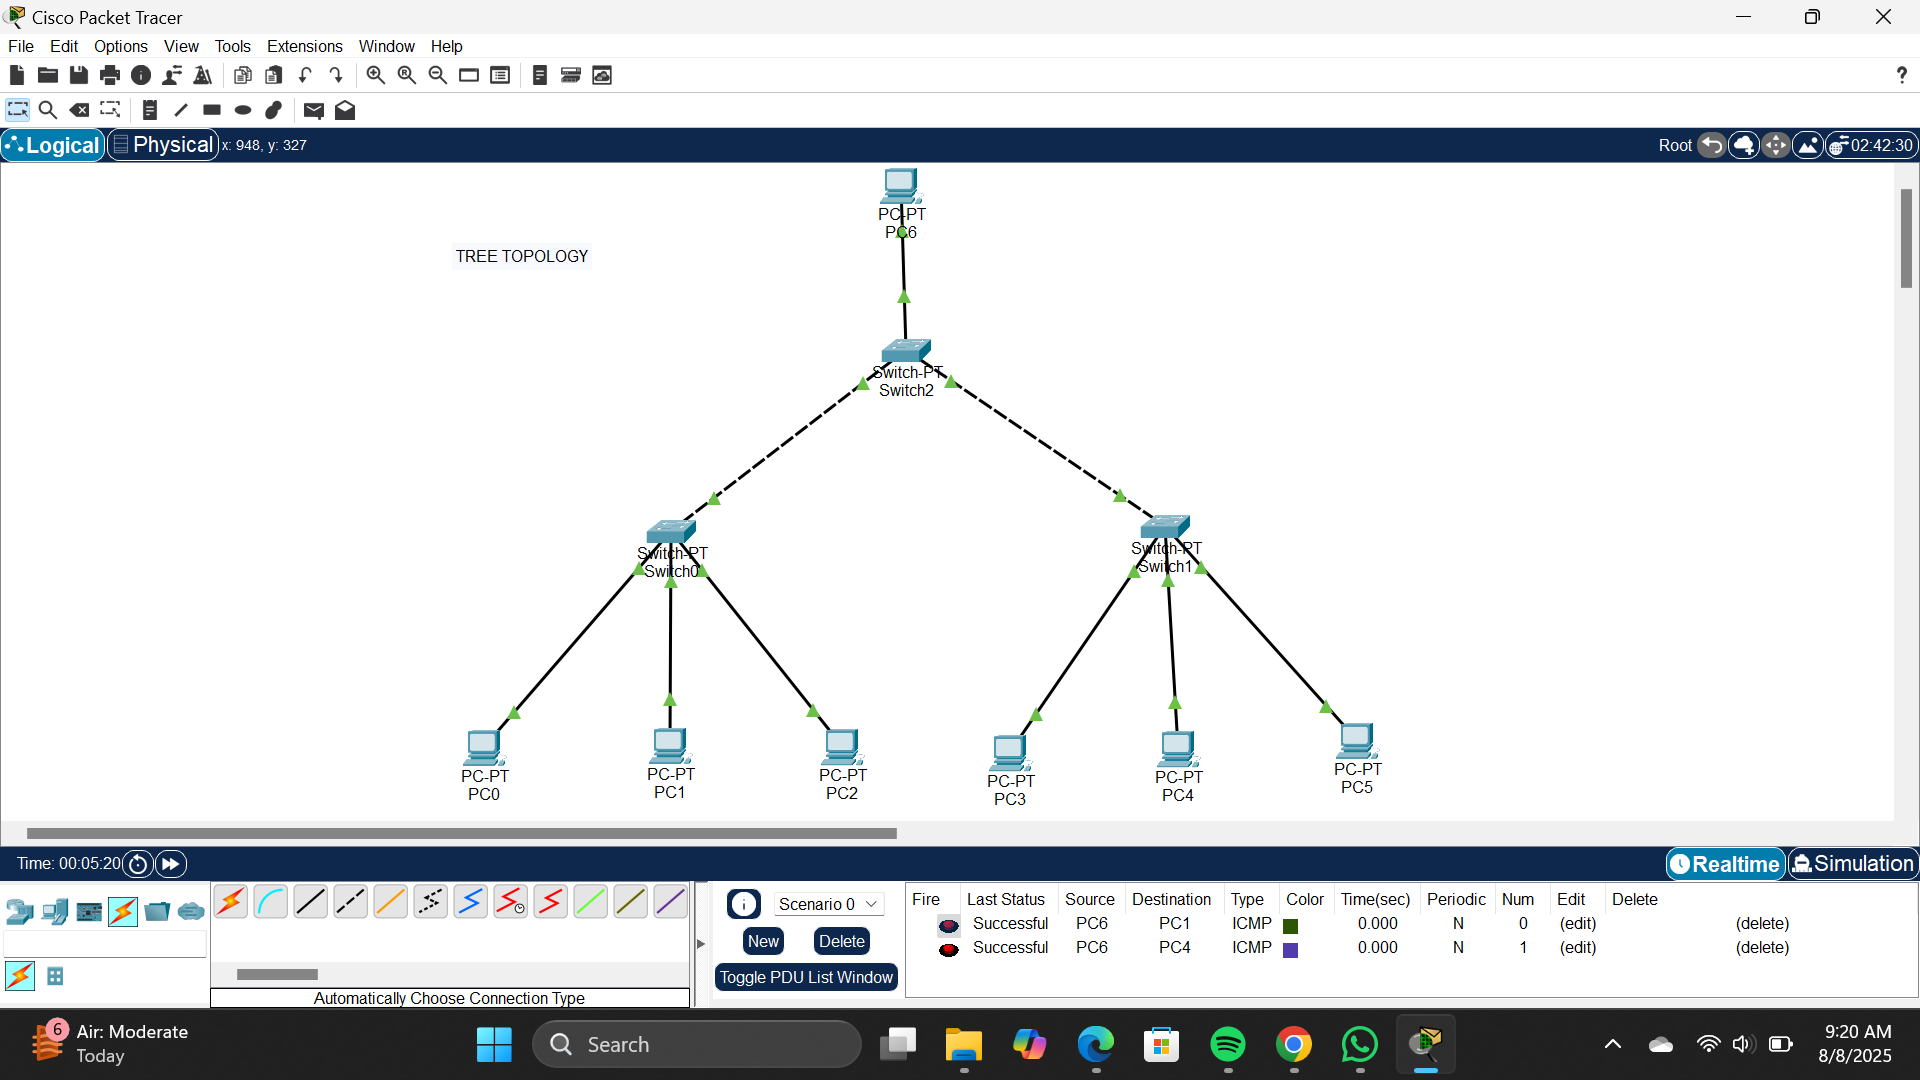 Cisco Packet Tracer
File Edit Options View Tools Extensions Window Help
Logical Physical x: 948, y: 327 Root 02:42:30
PC-PT
PC6
TREE TOPOLOGY
Switch-PT
Switch2
Switch-PT
Switch0
Switch-PT
Switch1
PC-PT
PC0
PC-PT
PC1
PC-PT
PC2
PC-PT
PC3
PC-PT
PC4
PC-PT
PC5
Time: 00:05:20 Realtime Simulation
Scenario 0
New Delete
Toggle PDU List Window
Automatically Choose Connection Type
Fire Last Status Source Destination Type Color Time(sec) Periodic Num Edit Delete
Successful PC6 PC1 ICMP 0.000 N 0 (edit) (delete)
Successful PC6 PC4 ICMP 0.000 N 1 (edit) (delete)
6
Air: Moderate
Today
Search
9:20 AM
8/8/2025